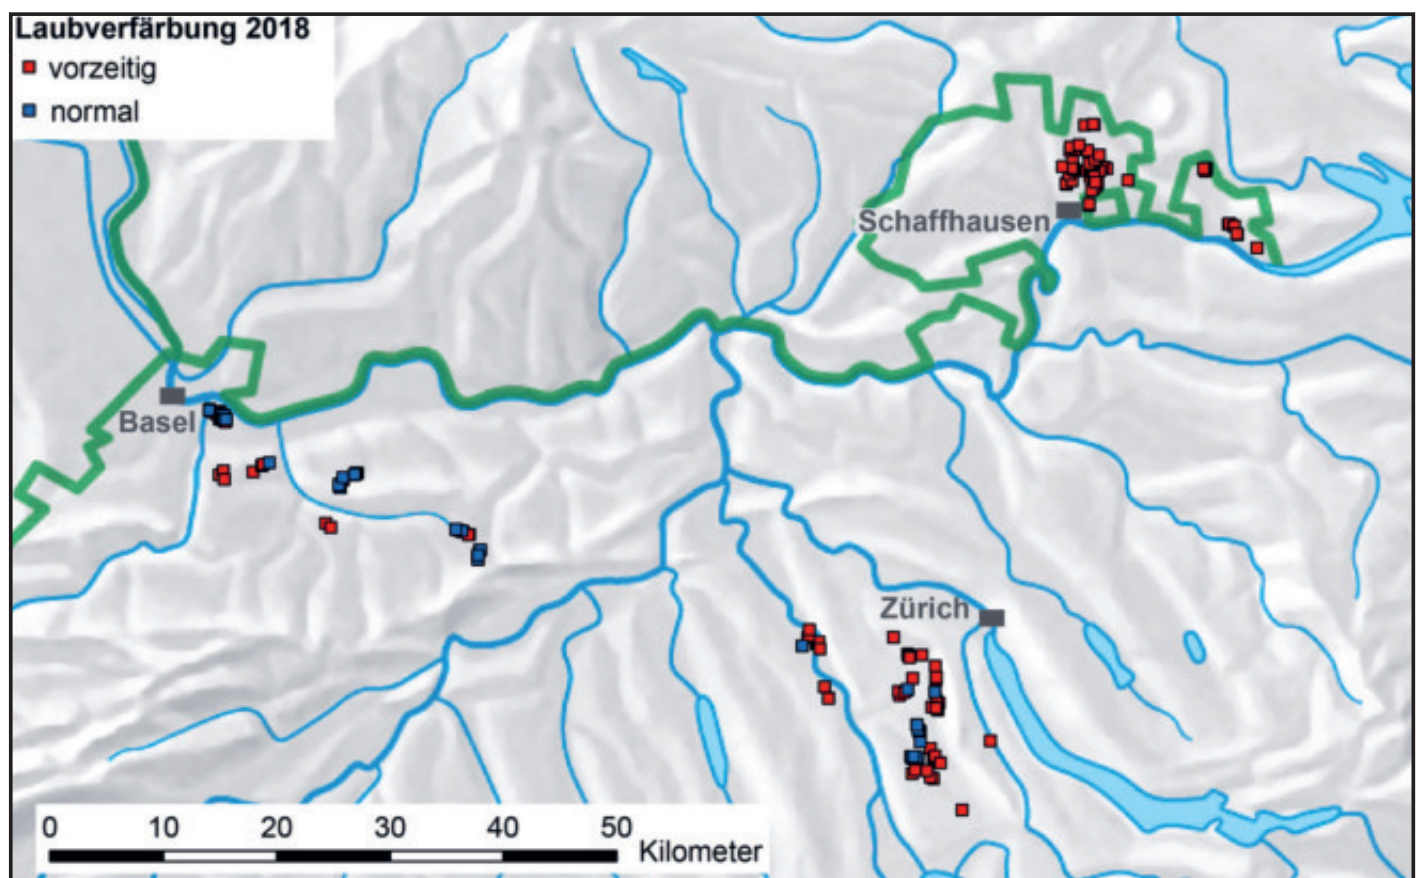 Laubverfärbung 2018
vorzeitig
normal
Schaffhausen
Basel
Zürich
0 10 20 30 40 50
Kilometer